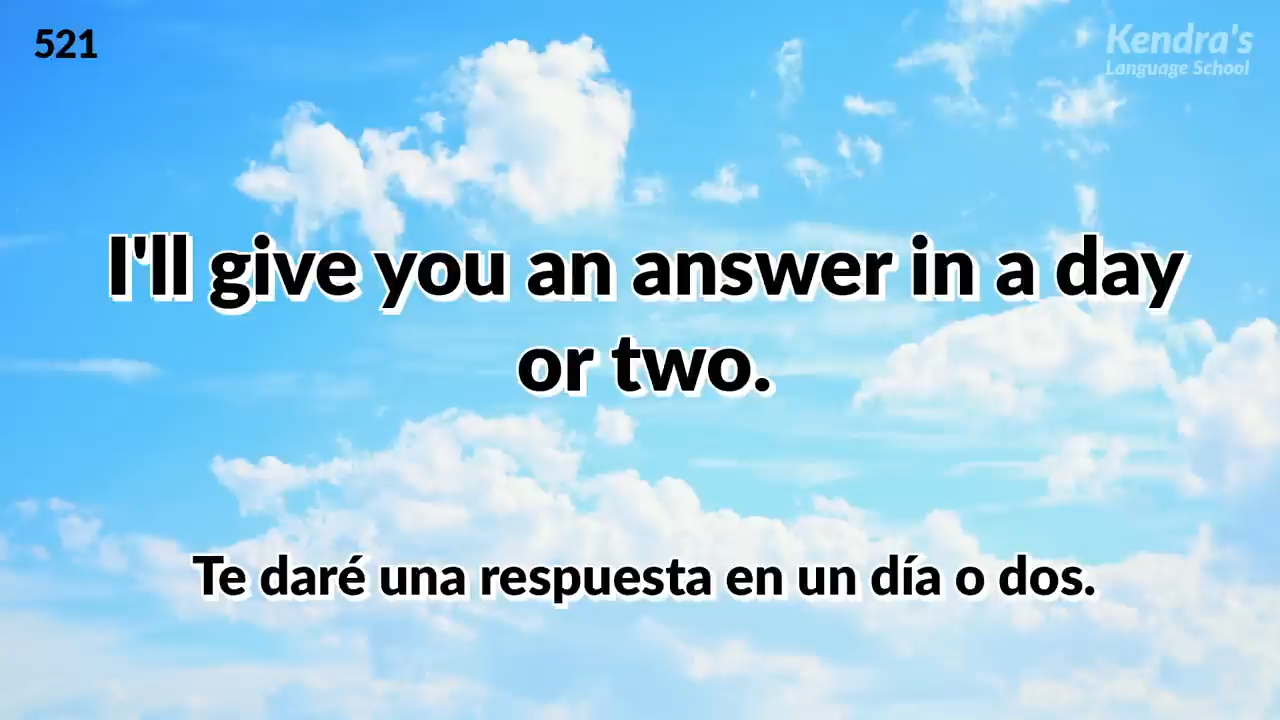 521
Kendra's
Language School
I'll give you an answer in a day
or two.
Te daré una respuesta en un día o dos.